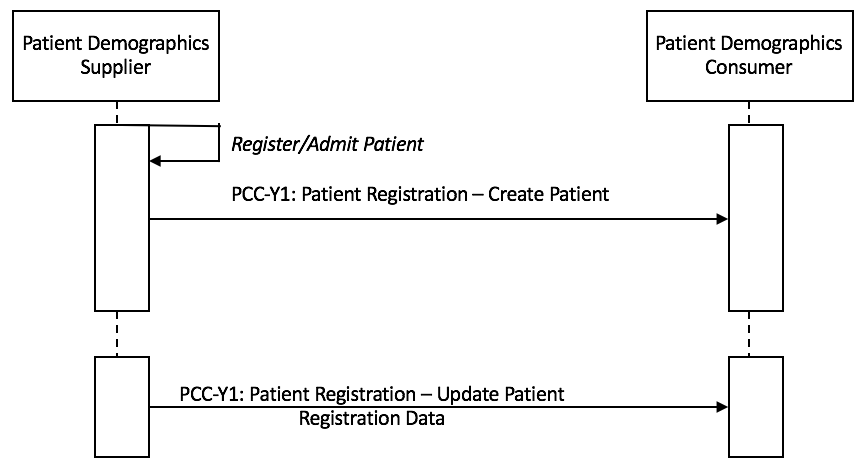 Patient Demographics
Supplier
Patient Demographics
Consumer
Register/Admit Patient
PCC-Y1: Patient Registration – Create Patient
PCC-Y1: Patient Registration – Update Patient
Registration Data